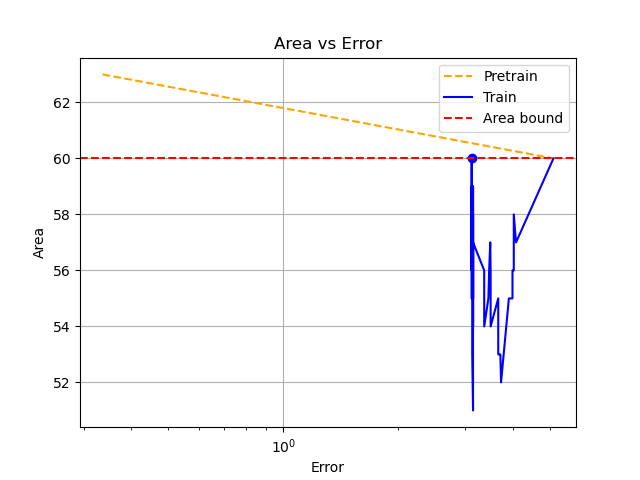 Area vs Error
Pretrain
Train
Area bound
62
60
58
56
54
52
Area
10⁰
Error